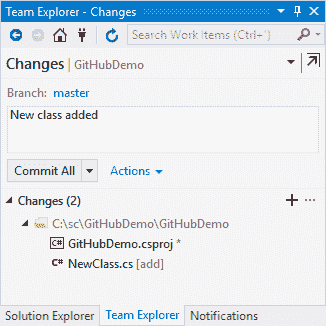 Team Explorer - Changes
Search Work Items (Ctrl+')
Changes | GitHubDemo
Branch: master
New class added
Commit All Actions
Changes (2)
C:\sc\GitHubDemo\GitHubDemo
C# GitHubDemo.csproj *
C# NewClass.cs [add]
Solution Explorer Team Explorer Notifications